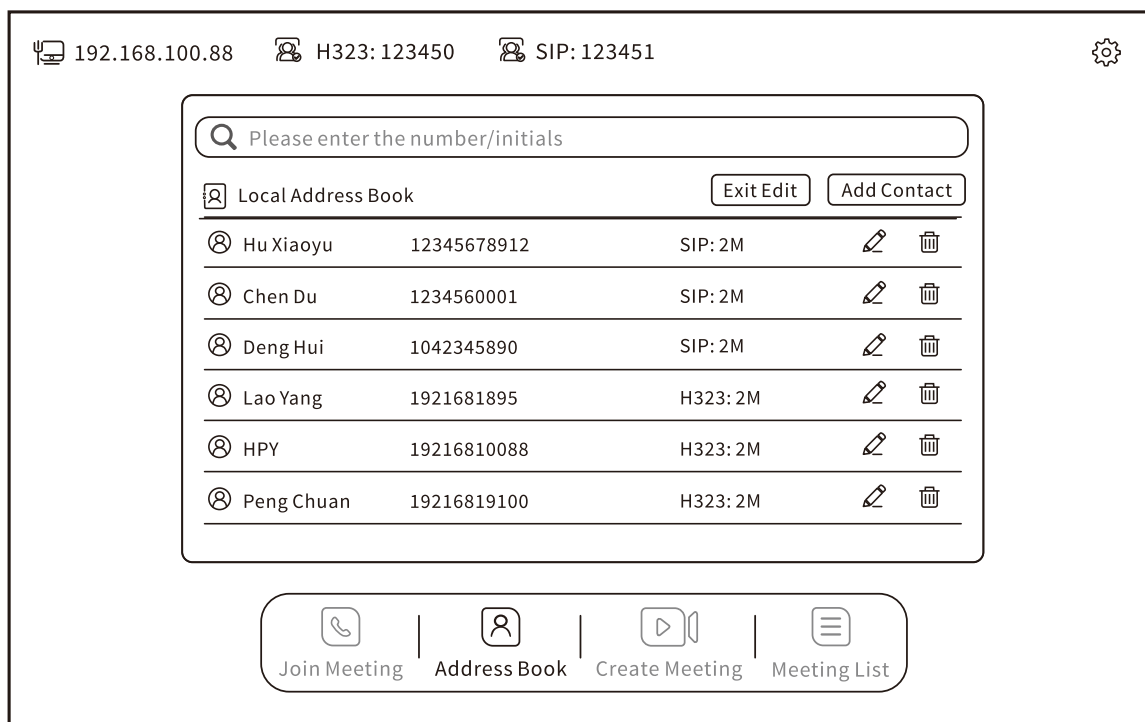 192.168.100.88 H323: 123450 SIP: 123451
Please enter the number/initials
Local Address Book Exit Edit Add Contact
Hu Xiaoyu 12345678912 SIP: 2M
Chen Du 1234560001 SIP: 2M
Deng Hui 1042345890 SIP: 2M
Lao Yang 1921681895 H323: 2M
HPY 19216810088 H323: 2M
Peng Chuan 19216819100 H323: 2M
Join Meeting Address Book Create Meeting Meeting List